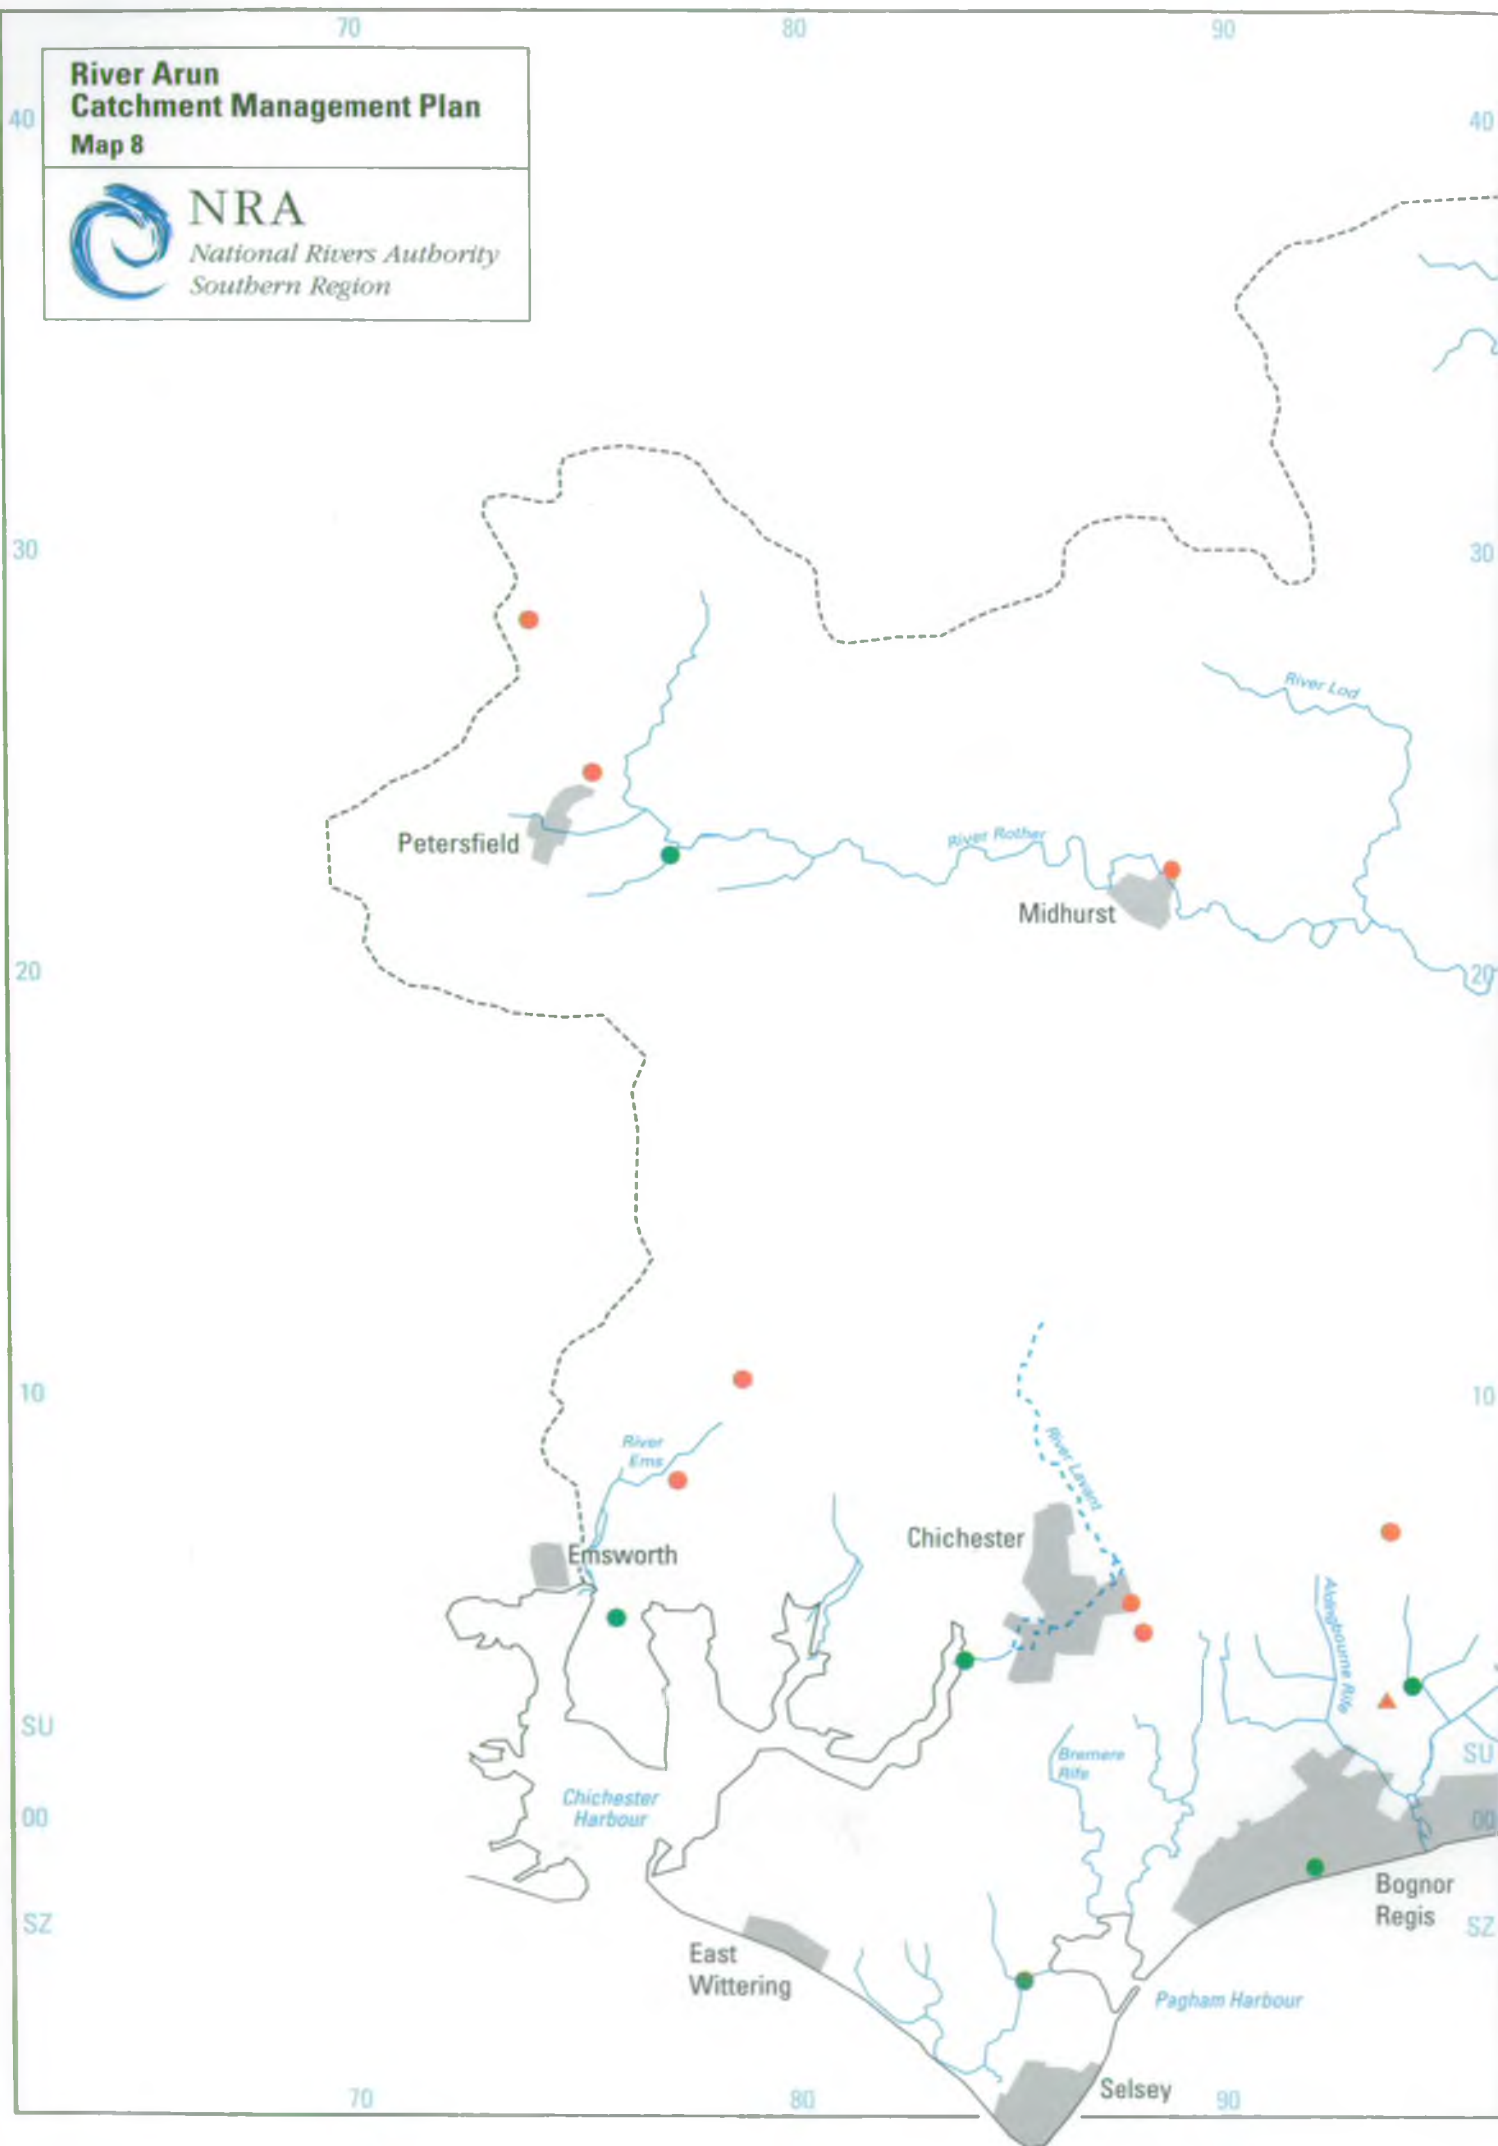 70 80 90
River Arun
Catchment Management Plan
Map 8
40 40
NRA
National Rivers Authority
Southern Region
30 30
River Lod
Petersfield
River Rother
Midhurst
20 20
10 10
River
Ems
River Lavant
Chichester
Emsworth
Aldingbourne Rife
SU
SU
Bremere
Rife
Chichester
Harbour
00 00
Bognor
Regis
SZ SZ
East
Wittering
Pagham Harbour
Selsey
70 80 90